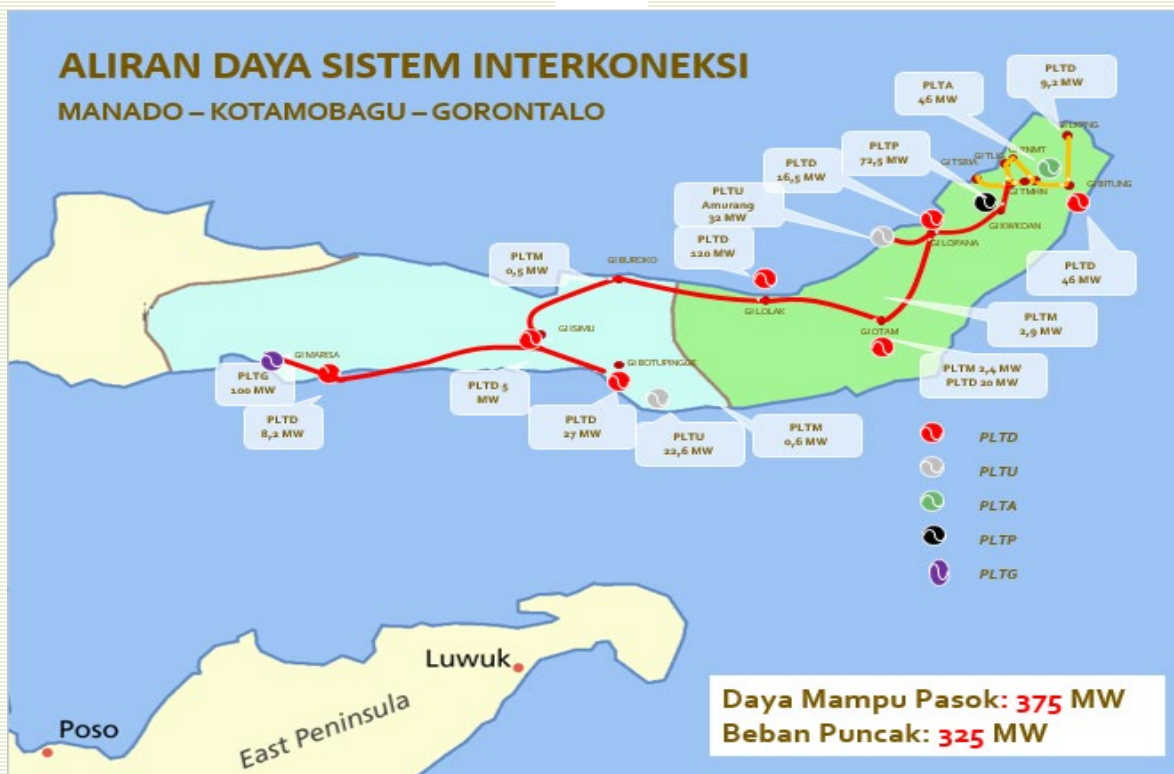 ALIRAN DAYA SISTEM INTERKONEKSI
MANADO – KOTAMOBAGU – GORONTALO
PLTD
9,2 MW
PLTA
46 MW
PLTP
72,5 MW
PLTD
16,5 MW
PLTU
Amurang
32 MW
PLTD
120 MW
PLTM
0,5 MW
GI BUROKO
GI LOLAK
GI LOPANA
GI KWKOAN
GI TMHN
GI BITUNG
PLTD
46 MW
PLTM
2,9 MW
GI OTAM
PLTM 2,4 MW
PLTD 20 MW
GI ISIMU
GI MARISA
GI BOTUPINGGE
PLTG
100 MW
PLTD
8,2 MW
PLTD 5
MW
PLTD
27 MW
PLTU
22,6 MW
PLTM
0,6 MW
PLTD
PLTU
PLTA
PLTP
PLTG
Luwuk
Poso
East Peninsula
Daya Mampu Pasok: 375 MW
Beban Puncak: 325 MW